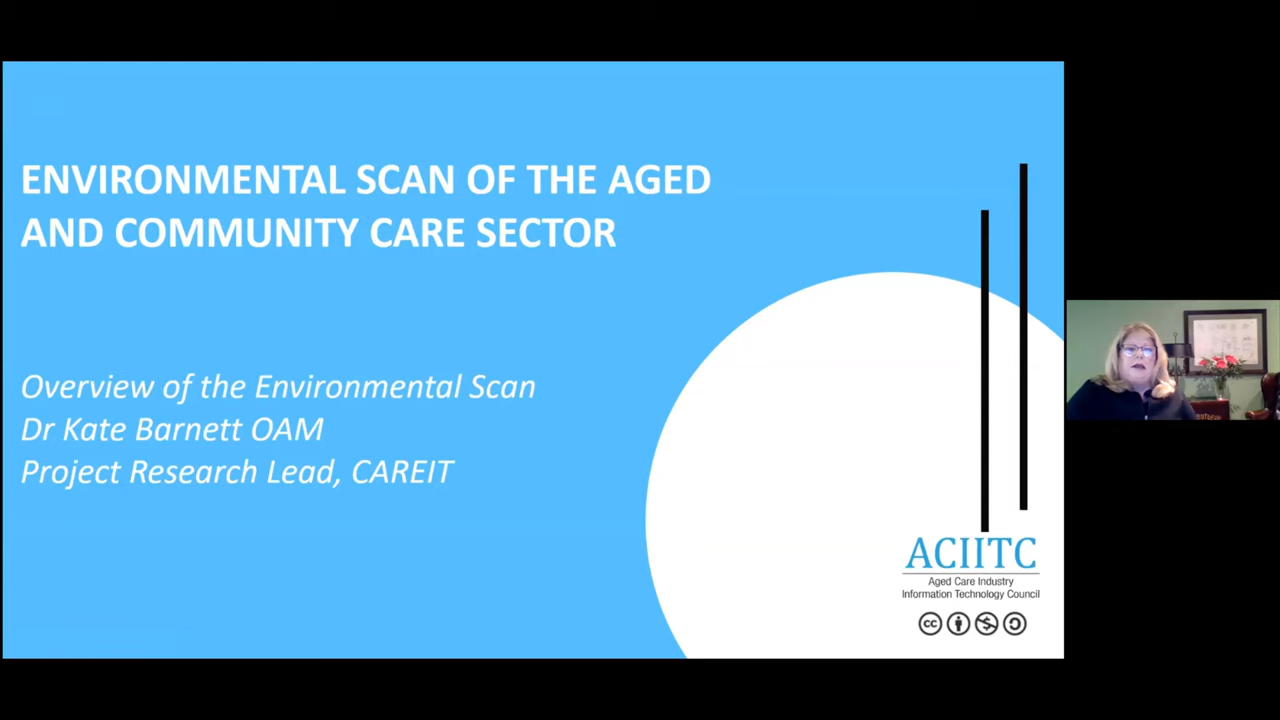 ENVIRONMENTAL SCAN OF THE AGED
AND COMMUNITY CARE SECTOR
Overview of the Environmental Scan
Dr Kate Barnett OAM
Project Research Lead, CAREIT
ACIITC
Aged Care Industry
Information Technology Council
cc